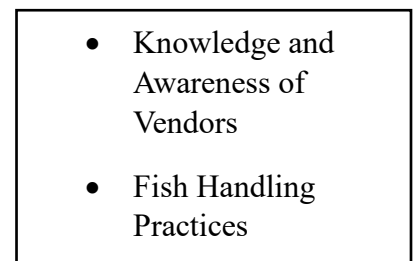 • Knowledge and
Awareness of
Vendors
• Fish Handling
Practices